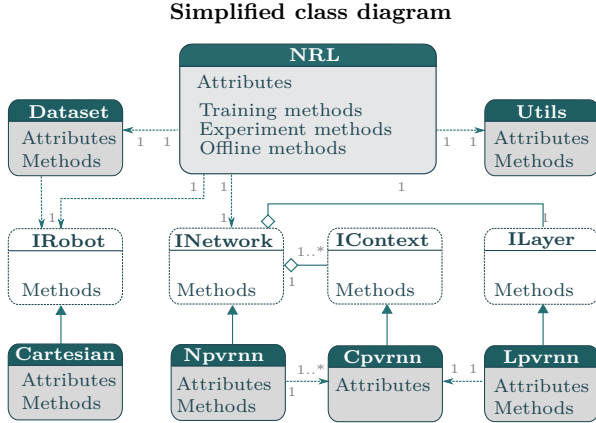 Simplified class diagram
NRL
Attributes
Training methods
Experiment methods
Offline methods
Dataset
Attributes
Methods
Utils
Attributes
Methods
1 1
1 1
1
1
1
1
1
1
IRobot
Methods
INetwork
Methods
1..*
1
IContext
Methods
ILayer
Methods
Cartesian
Attributes
Methods
Npvrnn
Attributes
Methods
1..*
1
Cpvrnn
Attributes
1 1
Lpvrnn
Attributes
Methods